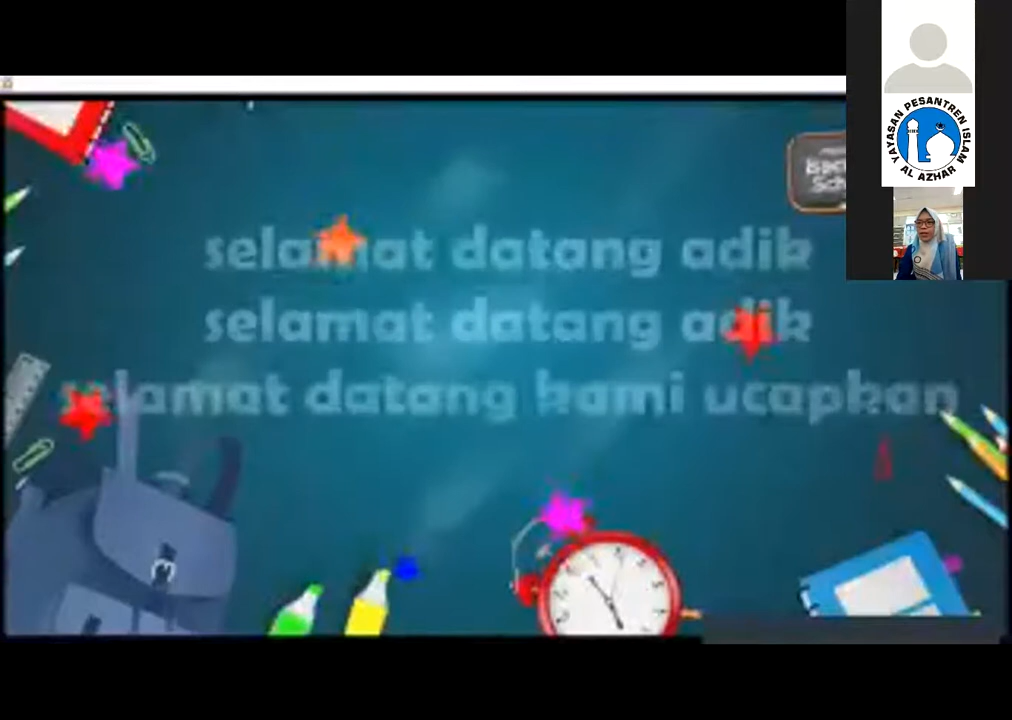 selamat datang adik
selamat datang adik
selamat datang kami ucapkan
YAYASAN PESANTREN ISLAM
AL AZHAR